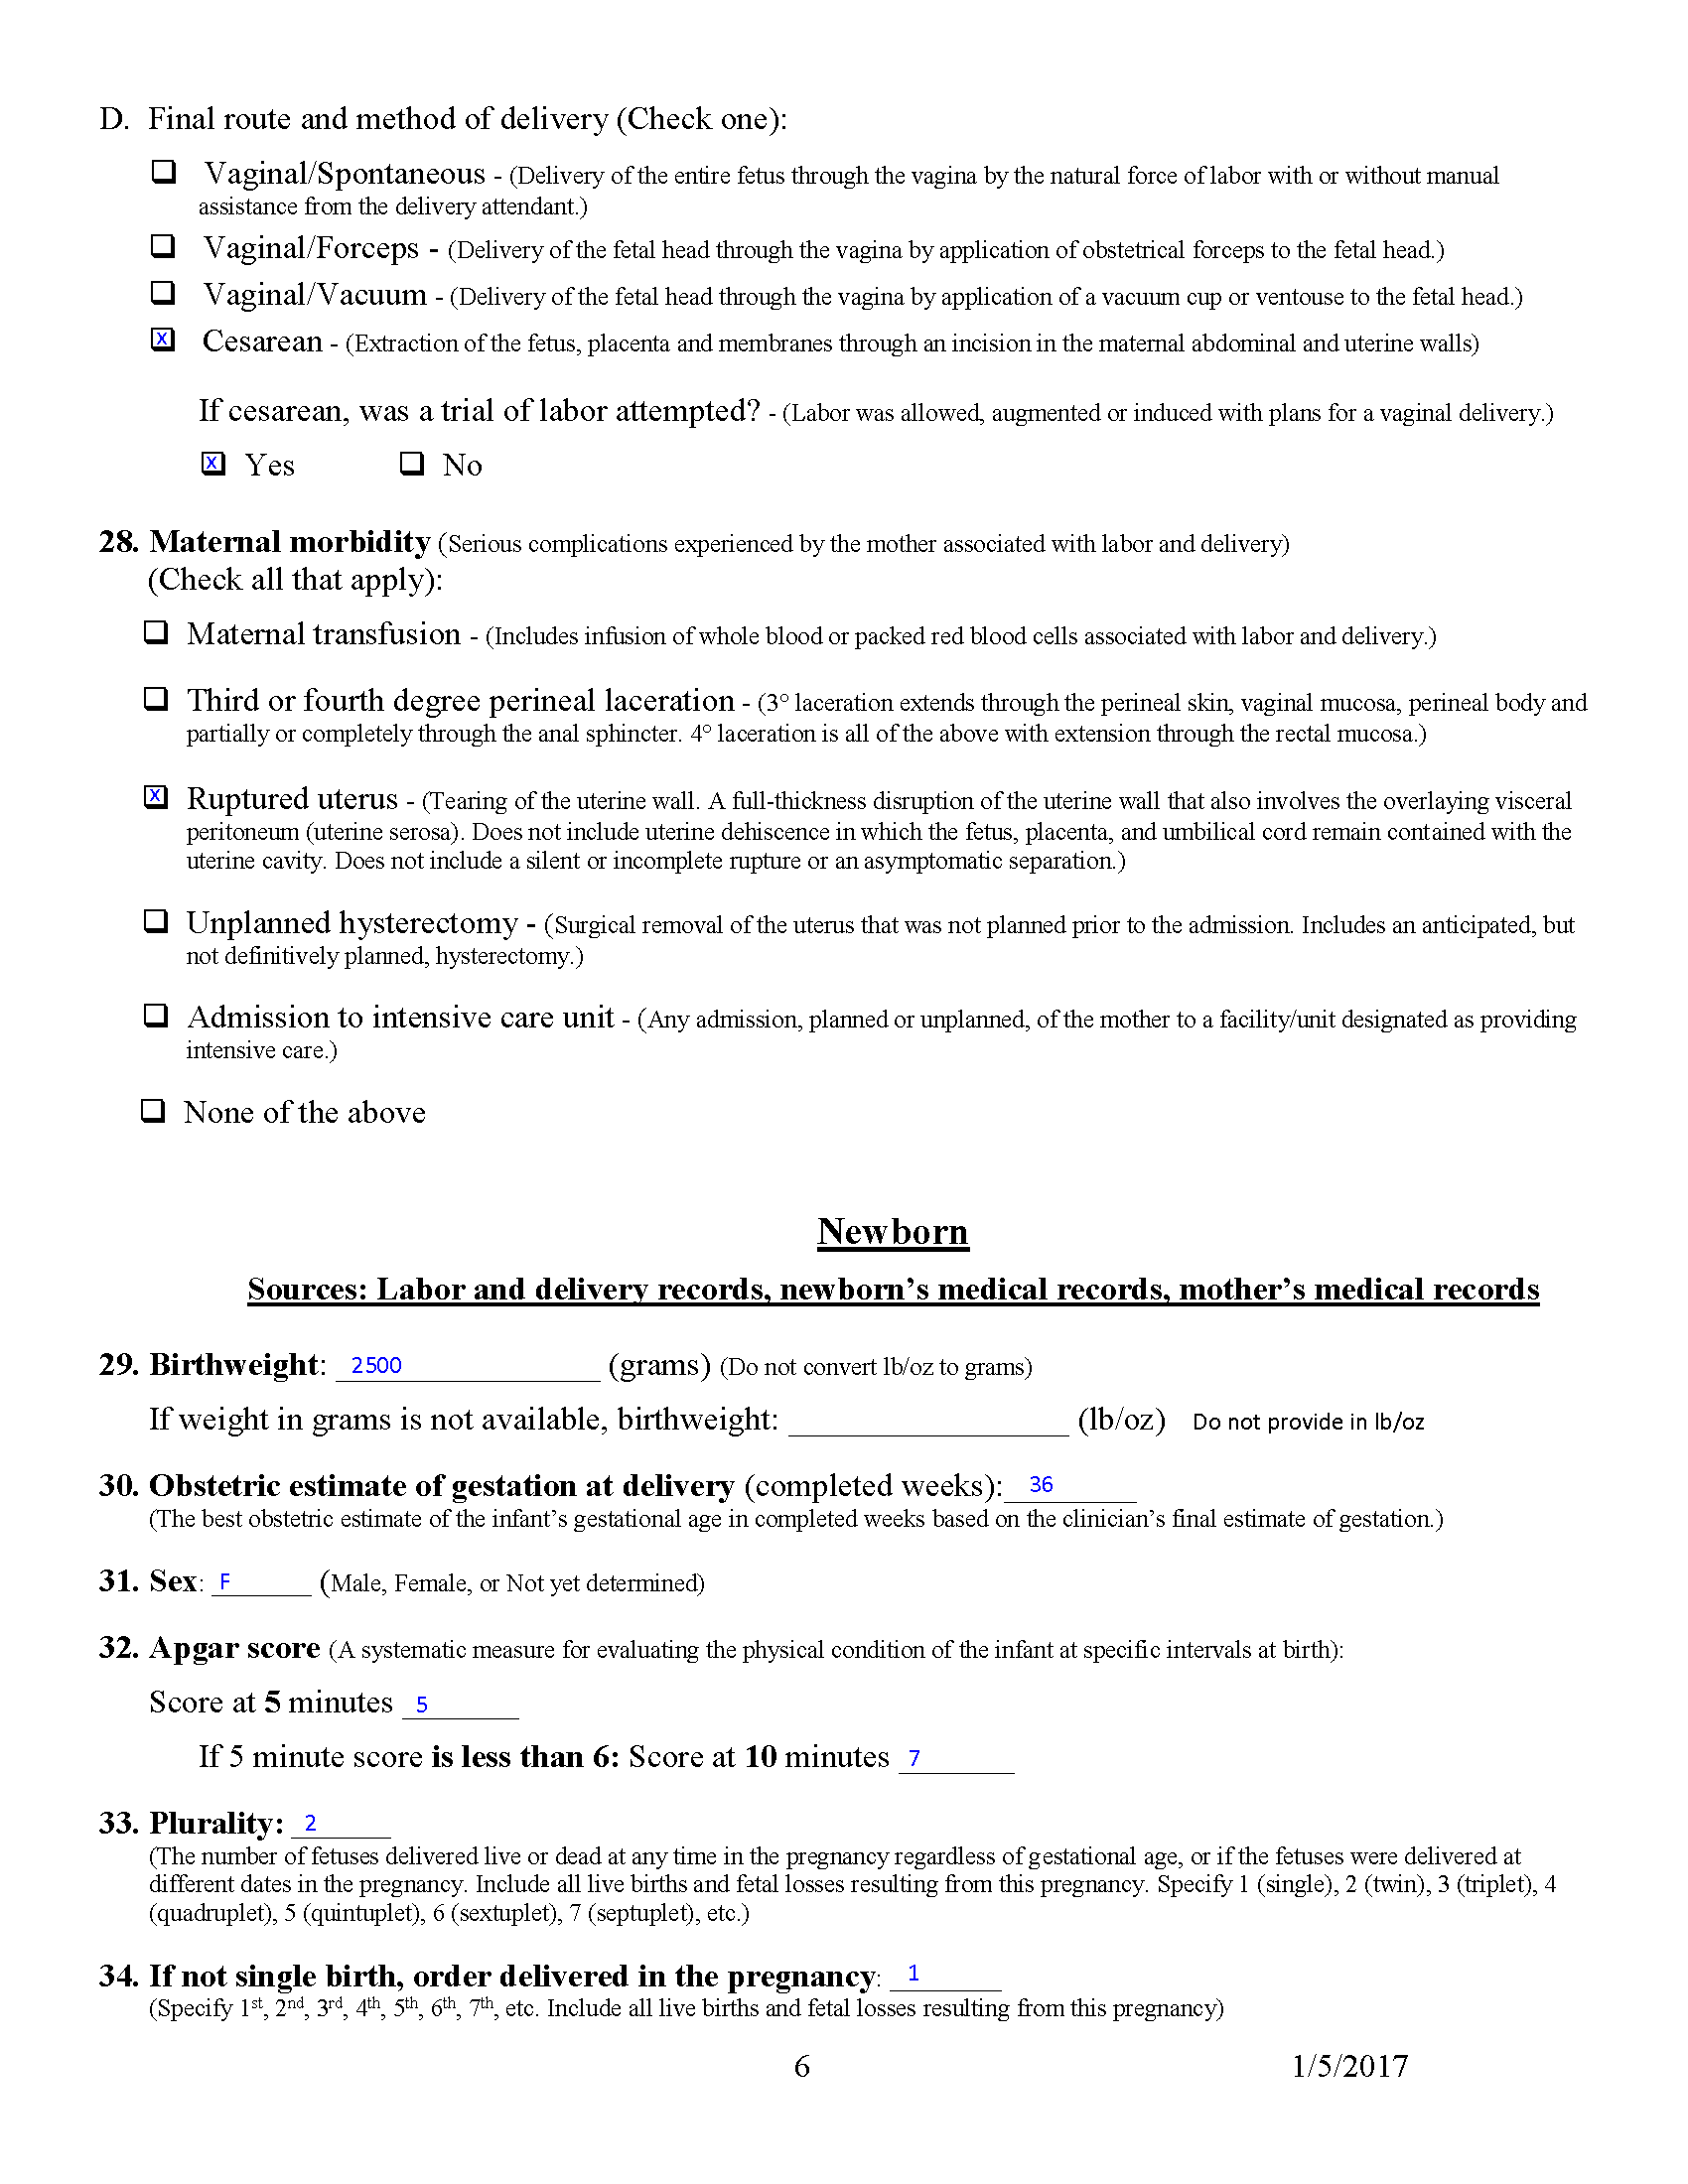 D. Final route and method of delivery (Check one):
❑ Vaginal/Spontaneous - (Delivery of the entire fetus through the vagina by the natural force of labor with or without manual
assistance from the delivery attendant.)
❑ Vaginal/Forceps - (Delivery of the fetal head through the vagina by application of obstetrical forceps to the fetal head.)
❑ Vaginal/Vacuum - (Delivery of the fetal head through the vagina by application of a vacuum cup or ventouse to the fetal head.)
X Cesarean - (Extraction of the fetus, placenta and membranes through an incision in the maternal abdominal and uterine walls)
If cesarean, was a trial of labor attempted? - (Labor was allowed, augmented or induced with plans for a vaginal delivery.)
X Yes ❑ No
28. Maternal morbidity (Serious complications experienced by the mother associated with labor and delivery)
(Check all that apply):
❑ Maternal transfusion - (Includes infusion of whole blood or packed red blood cells associated with labor and delivery.)
❑ Third or fourth degree perineal laceration - (3° laceration extends through the perineal skin, vaginal mucosa, perineal body and
partially or completely through the anal sphincter. 4° laceration is all of the above with extension through the rectal mucosa.)
X Ruptured uterus - (Tearing of the uterine wall. A full-thickness disruption of the uterine wall that also involves the overlaying visceral
peritoneum (uterine serosa). Does not include uterine dehiscence in which the fetus, placenta, and umbilical cord remain contained with the
uterine cavity. Does not include a silent or incomplete rupture or an asymptomatic separation.)
❑ Unplanned hysterectomy - (Surgical removal of the uterus that was not planned prior to the admission. Includes an anticipated, but
not definitively planned, hysterectomy.)
❑ Admission to intensive care unit - (Any admission, planned or unplanned, of the mother to a facility/unit designated as providing
intensive care.)
❑ None of the above
Newborn
Sources: Labor and delivery records, newborn’s medical records, mother’s medical records
29. Birthweight: 2500 (grams) (Do not convert lb/oz to grams)
If weight in grams is not available, birthweight: ____________ (lb/oz) Do not provide in lb/oz
30. Obstetric estimate of gestation at delivery (completed weeks): 36
(The best obstetric estimate of the infant’s gestational age in completed weeks based on the clinician’s final estimate of gestation.)
31. Sex: F (Male, Female, or Not yet determined)
32. Apgar score (A systematic measure for evaluating the physical condition of the infant at specific intervals at birth):
Score at 5 minutes 5
If 5 minute score is less than 6: Score at 10 minutes 7
33. Plurality: 2
(The number of fetuses delivered live or dead at any time in the pregnancy regardless of gestational age, or if the fetuses were delivered at
different dates in the pregnancy. Include all live births and fetal losses resulting from this pregnancy. Specify 1 (single), 2 (twin), 3 (triplet), 4
(quadruplet), 5 (quintuplet), 6 (sextuplet), 7 (septuplet), etc.)
34. If not single birth, order delivered in the pregnancy: 1
(Specify 1st, 2nd, 3rd, 4th, 5th, 6th, 7th, etc. Include all live births and fetal losses resulting from this pregnancy)
6 1/5/2017